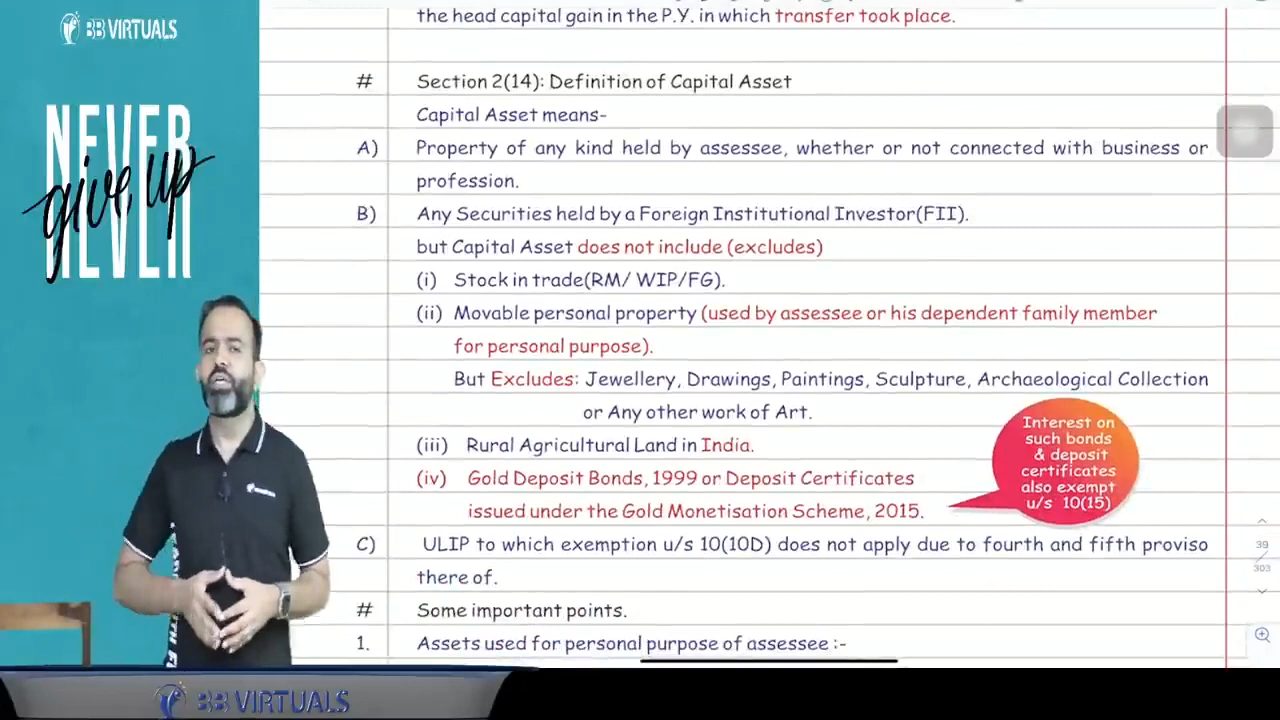 BB VIRTUALS
NEVER
give up
NEVER
the head capital gain in the P.Y. in which transfer took place.
# Section 2(14): Definition of Capital Asset
Capital Asset means-
A) Property of any kind held by assessee, whether or not connected with business or
profession.
B) Any Securities held by a Foreign Institutional Investor(FII).
but Capital Asset does not include (excludes)
(i) Stock in trade(RM/ WIP/FG).
(ii) Movable personal property (used by assessee or his dependent family member
for personal purpose).
But Excludes: Jewellery, Drawings, Paintings, Sculpture, Archaeological Collection
or Any other work of Art.
(iii) Rural Agricultural Land in India.
(iv) Gold Deposit Bonds, 1999 or Deposit Certificates
issued under the Gold Monetisation Scheme, 2015.
Interest on
such bonds
& deposit
certificates
also exempt
u/s 10(15)
C) ULIP to which exemption u/s 10(10D) does not apply due to fourth and fifth proviso
there of.
# Some important points.
1. Assets used for personal purpose of assessee :-
39
303
BB VIRTUALS